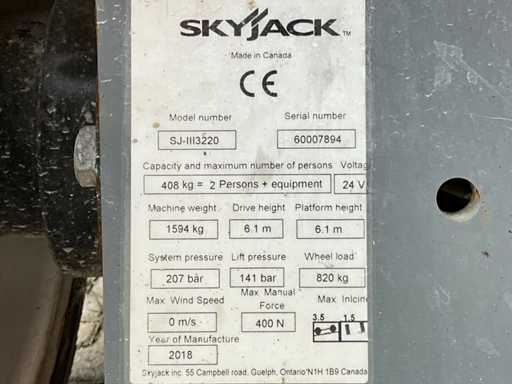 SKYJACK™
Made in Canada
CE
Model number Serial number
SJ-III3220 60007894
Capacity and maximum number of persons Voltag
408 kg = 2 Persons + equipment 24 V
Machine weight Drive height Platform height
1594 kg 6.1 m 6.1 m
System pressure Lift pressure Wheel load
207 bar 141 bar 820 kg
Max. Wind Speed Max. Manual Force Max. Inclin
3.5 1.5
0 m/s 400 N
Year of Manufacture
2018
Skyjack inc. 55 Campbell road, Guelph, Ontario N1H 1B9 Canada